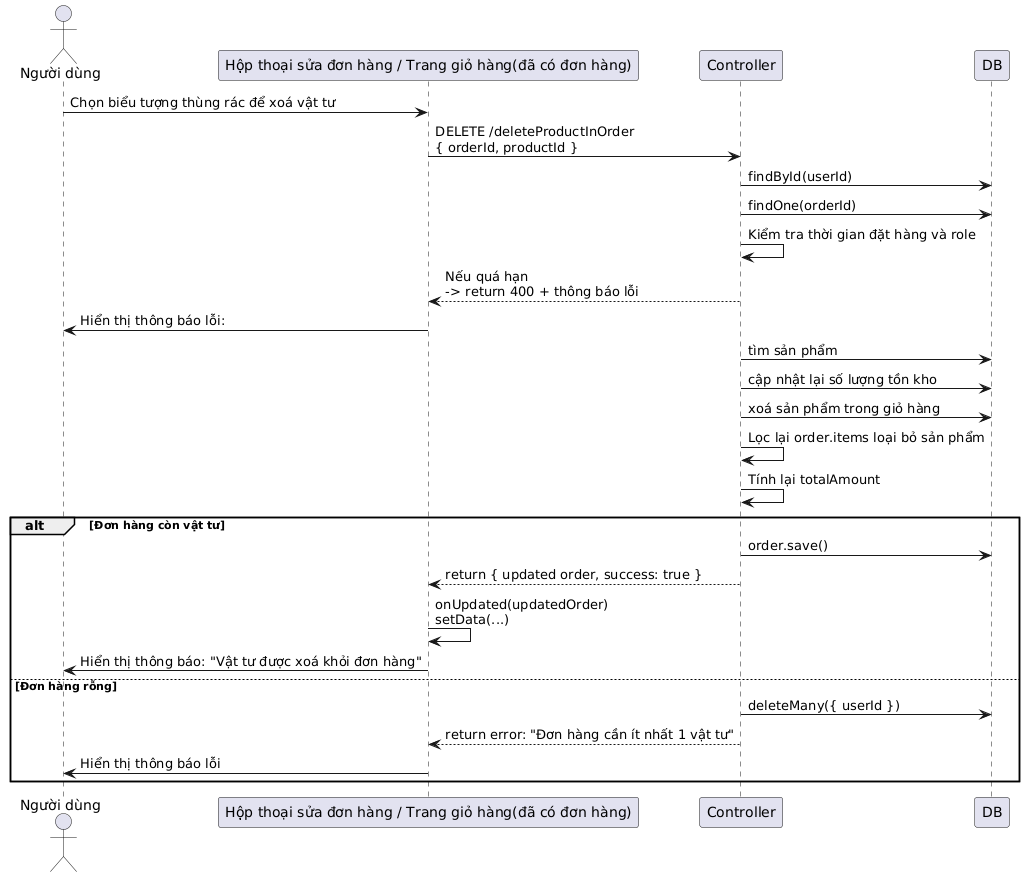 Người dùng
Hộp thoại sửa đơn hàng / Trang giỏ hàng(đã có đơn hàng)
Controller
DB
Chọn biểu tượng thùng rác để xoá vật tư
DELETE /deleteProductInOrder
{ orderId, productId }
findById(userId)
findOne(orderId)
Kiểm tra thời gian đặt hàng và role
Nếu quá hạn
-> return 400 + thông báo lỗi
Hiển thị thông báo lỗi:
tìm sản phẩm
cập nhật lại số lượng tồn kho
xoá sản phẩm trong giỏ hàng
Lọc lại order.items loại bỏ sản phẩm
Tính lại totalAmount
alt
[Đơn hàng còn vật tư]
order.save()
return { updated order, success: true }
onUpdated(updatedOrder)
setData(...)
Hiển thị thông báo: "Vật tư được xoá khỏi đơn hàng"
[Đơn hàng rỗng]
deleteMany({ userId })
return error: "Đơn hàng cần ít nhất 1 vật tư"
Hiển thị thông báo lỗi
Người dùng
Hộp thoại sửa đơn hàng / Trang giỏ hàng(đã có đơn hàng)
Controller
DB